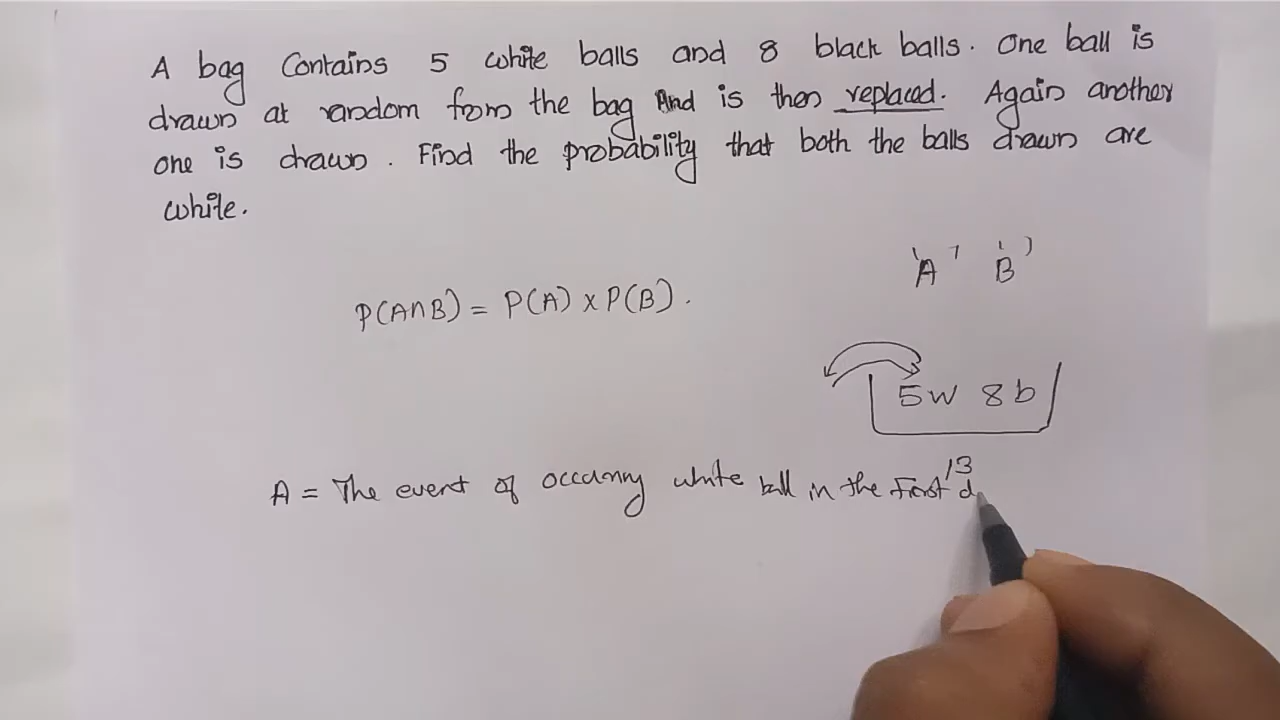 A bag Contains 5 white balls and 8 black balls. One ball is
drawn at random from the bag And is then replaced. Again another
one is drawn. Find the probability that both the balls drawn are
white.
'A' 'B'
P(A∩B) = P(A) x P(B).
5W 8b
13
A = The event of white ball in the First d